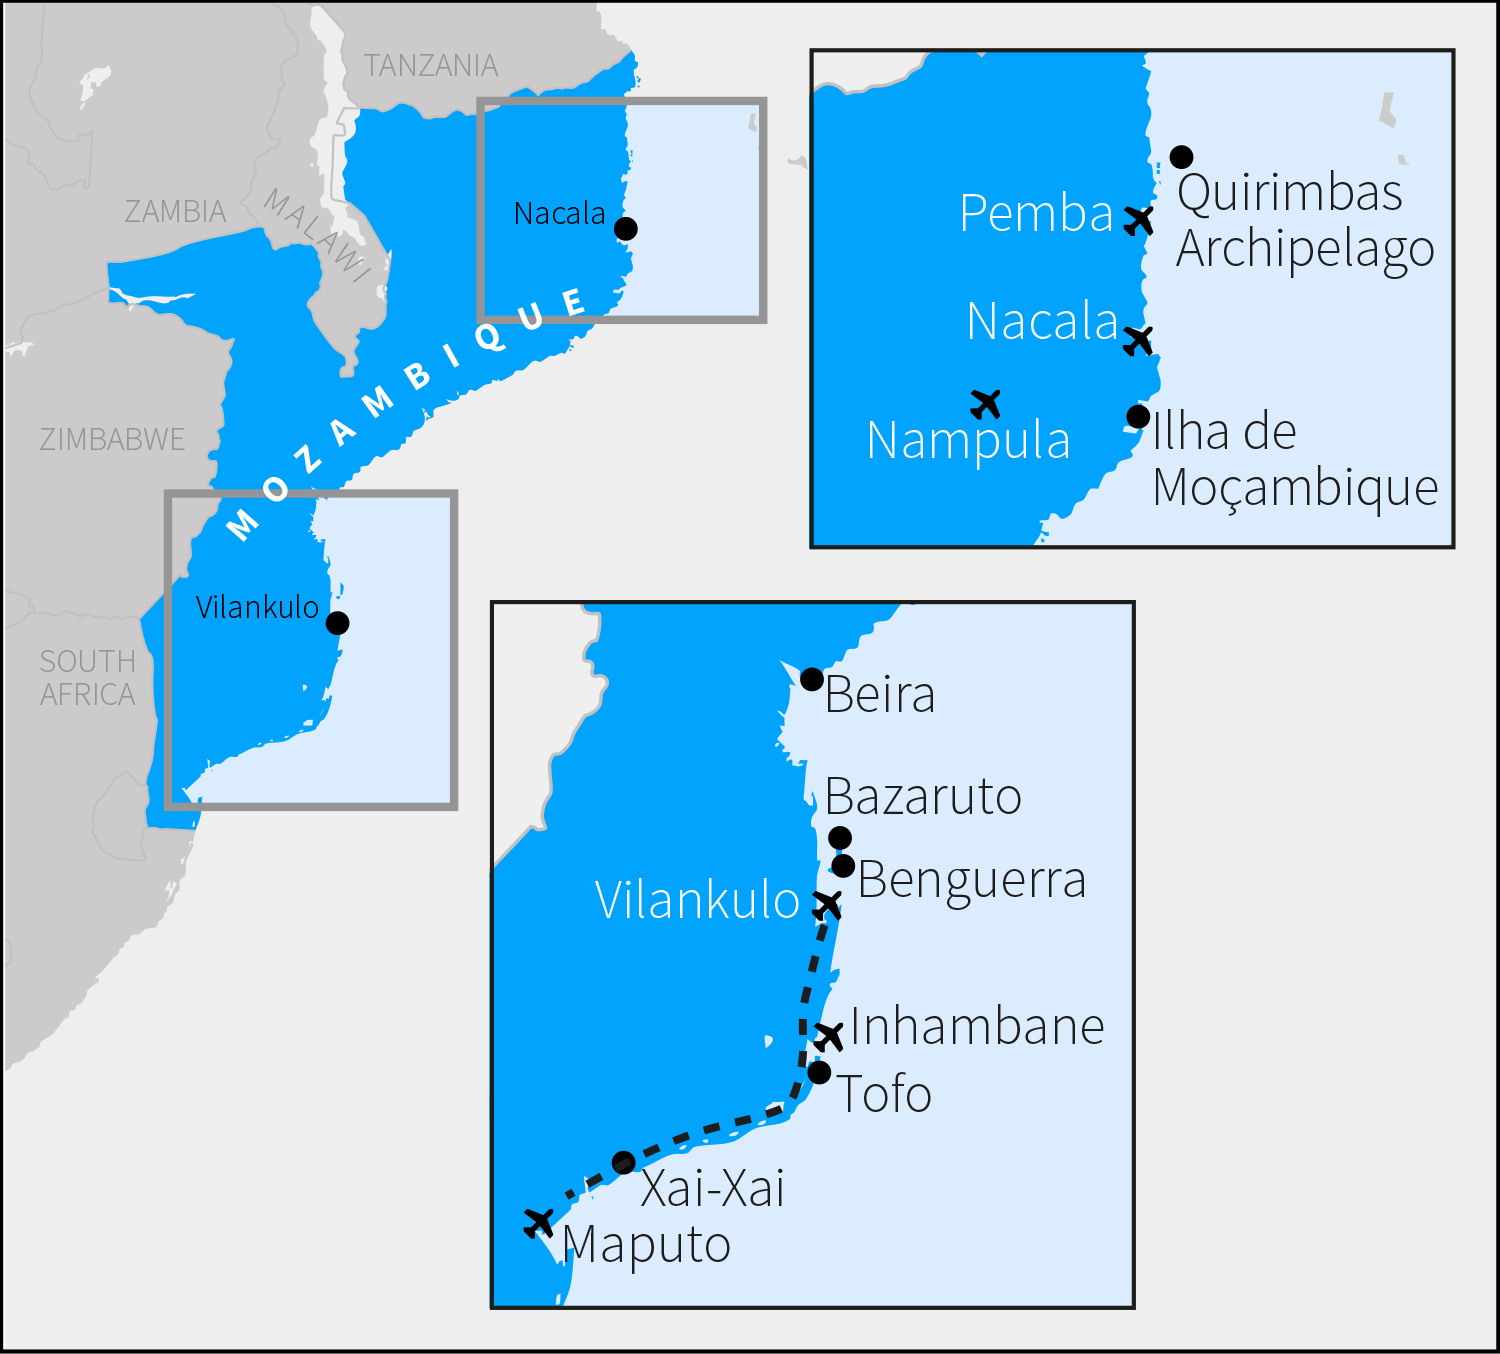 TANZANIA
ZAMBIA
MALAWI
Nacala
MOZAMBIQUE
ZIMBABWE
Vilankulo
SOUTH
AFRICA
Pemba
Quirimbas
Archipelago
Nacala
Nampula
Ilha de
Moçambique
Beira
Bazaruto
Benguerra
Vilankulo
Inhambane
Tofo
Xai-Xai
Maputo